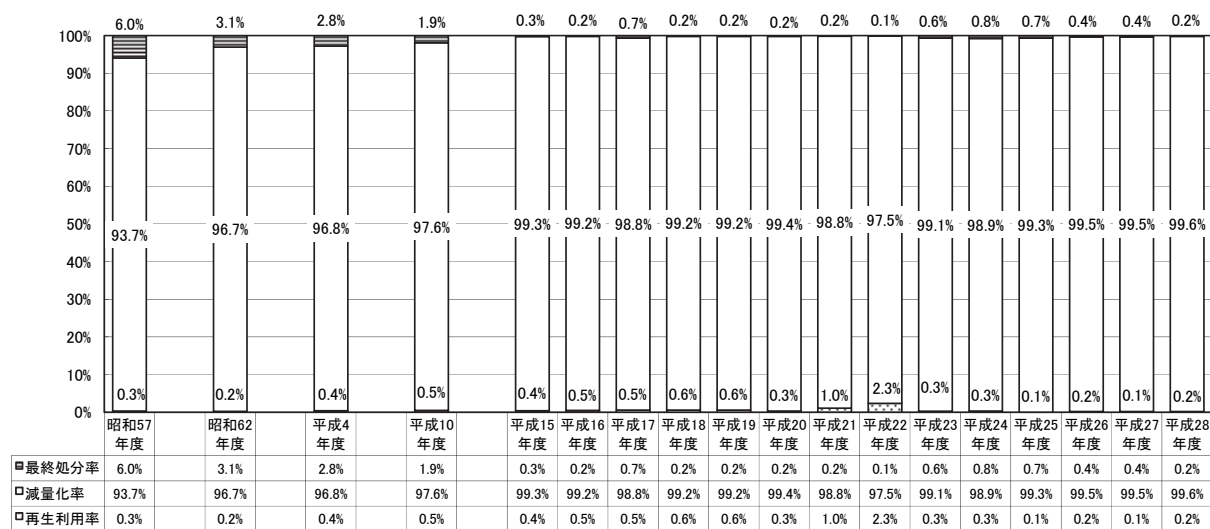 6.0% 3.1% 2.8% 1.9% 0.3% 0.2% 0.7% 0.2% 0.2% 0.2% 0.2% 0.1% 0.6% 0.8% 0.7% 0.4% 0.4% 0.2%
100%
90%
80%
70%
60%
50%
93.7% 96.7% 96.8% 97.6% 99.3% 99.2% 98.8% 99.2% 99.2% 99.4% 98.8% 97.5% 99.1% 98.9% 99.3% 99.5% 99.5% 99.6%
40%
30%
20%
10%
0.3% 0.2% 0.4% 0.5% 0.4% 0.5% 0.5% 0.6% 0.6% 0.3% 1.0% 2.3% 0.3% 0.3% 0.1% 0.2% 0.1% 0.2%
0%
昭和57 昭和62 平成4 平成10 平成15 平成16 平成17 平成18 平成19 平成20 平成21 平成22 平成23 平成24 平成25 平成26 平成27 平成28
年度 年度 年度 年度 年度 年度 年度 年度 年度 年度 年度 年度 年度 年度 年度 年度 年度 年度
最終処分率 6.0% 3.1% 2.8% 1.9% 0.3% 0.2% 0.7% 0.2% 0.2% 0.2% 0.2% 0.1% 0.6% 0.8% 0.7% 0.4% 0.4% 0.2%
減量化率 93.7% 96.7% 96.8% 97.6% 99.3% 99.2% 98.8% 99.2% 99.2% 99.4% 98.8% 97.5% 99.1% 98.9% 99.3% 99.5% 99.5% 99.6%
再生利用率 0.3% 0.2% 0.4% 0.5% 0.4% 0.5% 0.5% 0.6% 0.6% 0.3% 1.0% 2.3% 0.3% 0.3% 0.1% 0.2% 0.1% 0.2%